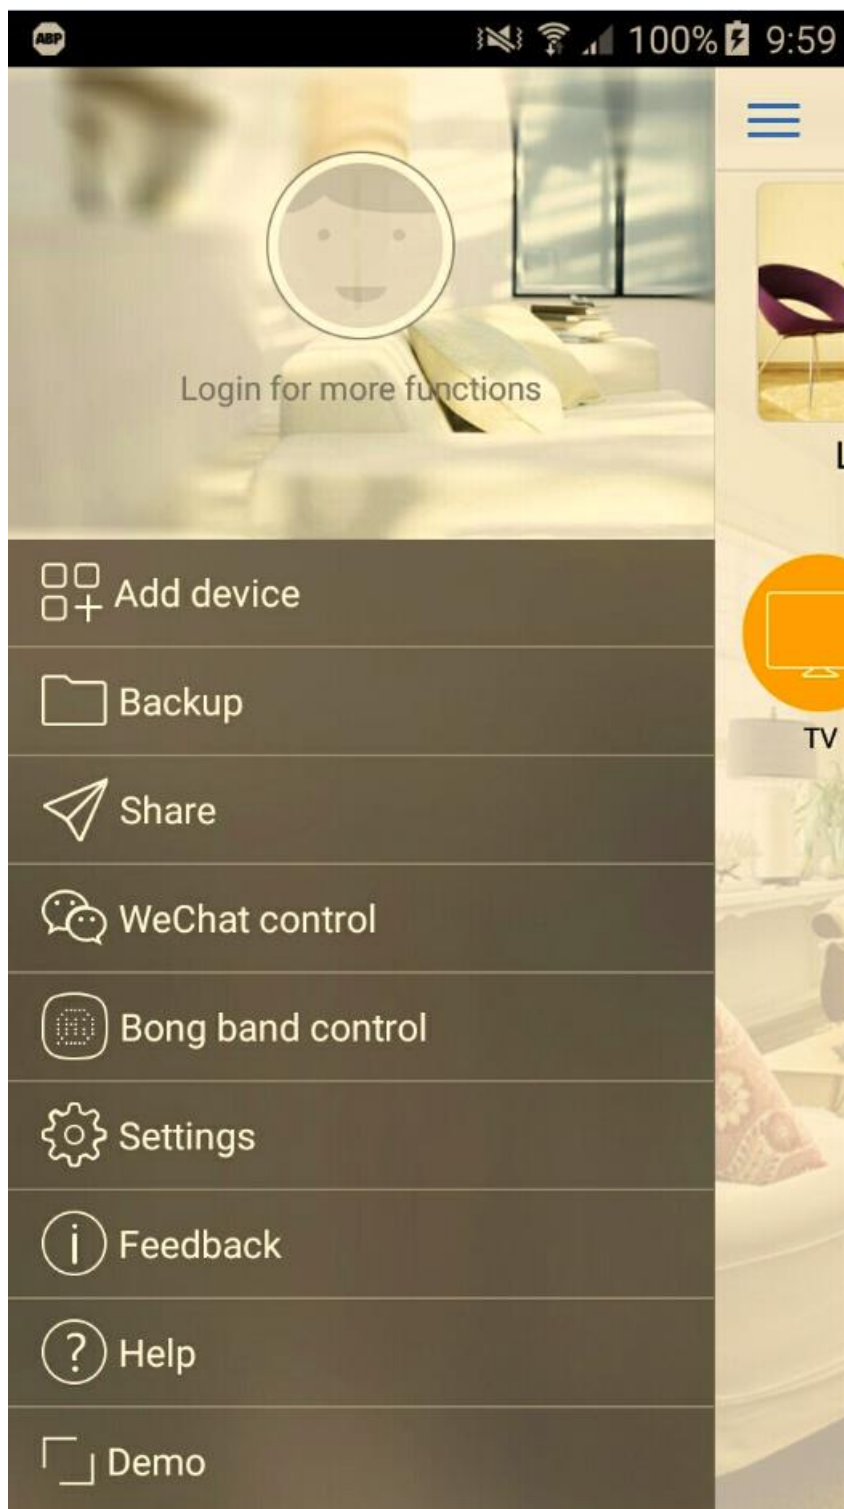 ABP
100%
9:59
Login for more functions
L
TV
Add device
Backup
Share
WeChat control
Bong band control
Settings
Feedback
Help
Demo